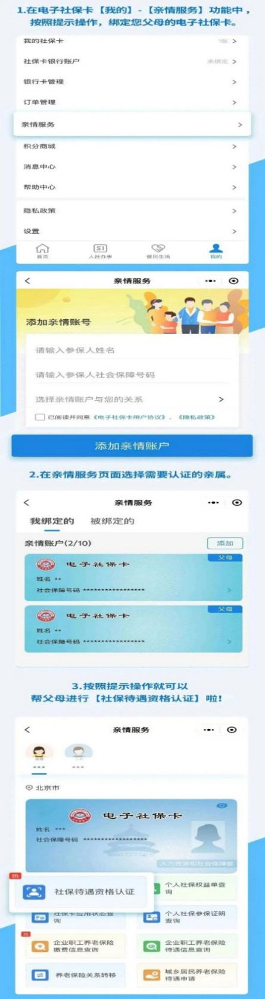 1.在电子社保卡【我的】-【亲情服务】功能中，
按照提示操作，绑定您父母的电子社保卡。
我的社保卡 1张 >
社保卡银行账户 未绑定 >
银行卡管理 >
订单管理 >
亲情服务 >
积分商城 >
消息中心 >
帮助中心 >
隐私政策 >
设置 >
SI
首页 人社办事 便民生活 我的
亲情服务
添加亲情账号
请输入参保人姓名
请输入参保人社会保障号码
选择亲情账户与您的关系 >
已阅读并同意《电子社保卡用户协议》、《隐私政策》
添加亲情账户
2.在亲情服务页面选择需要认证的亲属。
亲情服务
我绑定的 被绑定的
亲情账户(2/10) 添加
父母
电子社保卡
姓名 **
社会保障号码 *****************
父母
电子社保卡
姓名 **
社会保障号码 *****************
3.按照提示操作就可以
帮父母进行【社保待遇资格认证】啦！
亲情服务
*** ***
北京市
电子社保卡
姓名 ***
社会保障号码 *****************
人力资源和社会保障部
热
社保待遇资格认证
个人社保权益单查
询
社保卡应用状态查
询
个人社保参保证明
查询
热
企业职工养老保险
缴费信息查询
企业职工养老保险
待遇信息查询
养老保险关系转移
城乡居民养老保险
待遇申请